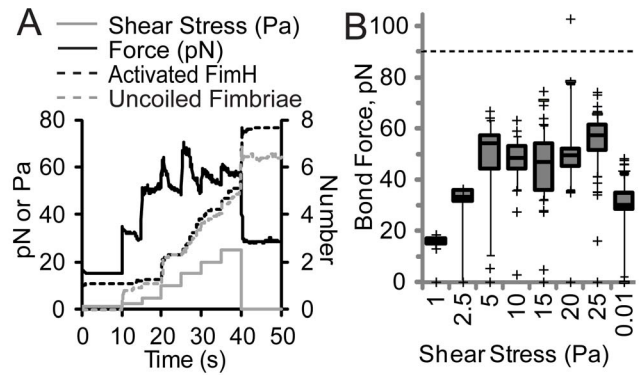 A
Shear Stress (Pa)
Force (pN)
Activated FimH
Uncoiled Fimbriae
80
60
40
20
0
pN or Pa
8
6
4
2
0
Number
0 10 20 30 40 50
Time (s)
B
100
80
60
40
20
0
Bond Force, pN
1 2.5 5 10 15 20 25 0.01
Shear Stress (Pa)